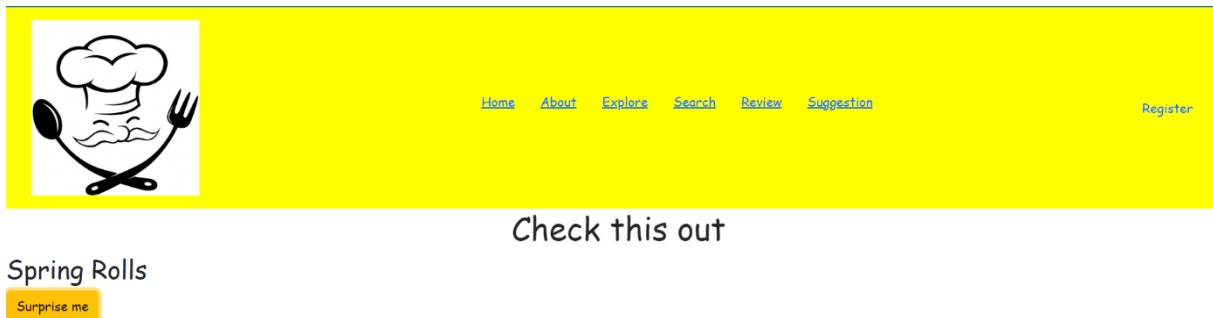 Home About Explore Search Review Suggestion
Register
Check this out
Spring Rolls
Surprise me